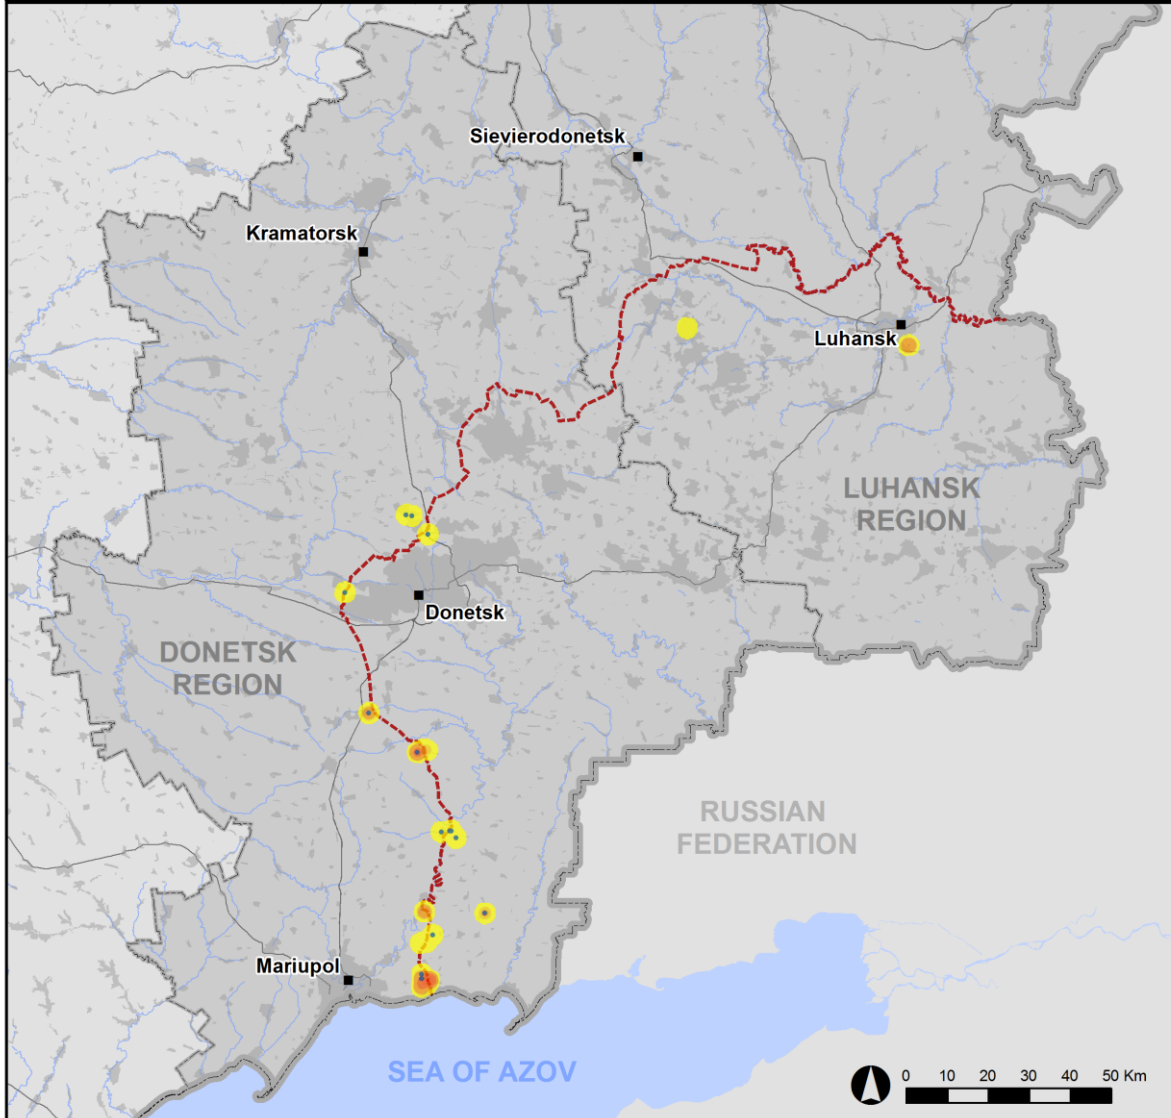 Sievierodonetsk
Kramatorsk
Luhansk
LUHANSK
REGION
Donetsk
DONETSK
REGION
RUSSIAN
FEDERATION
Mariupol
SEA OF AZOV
0 10 20 30 40 50 Km